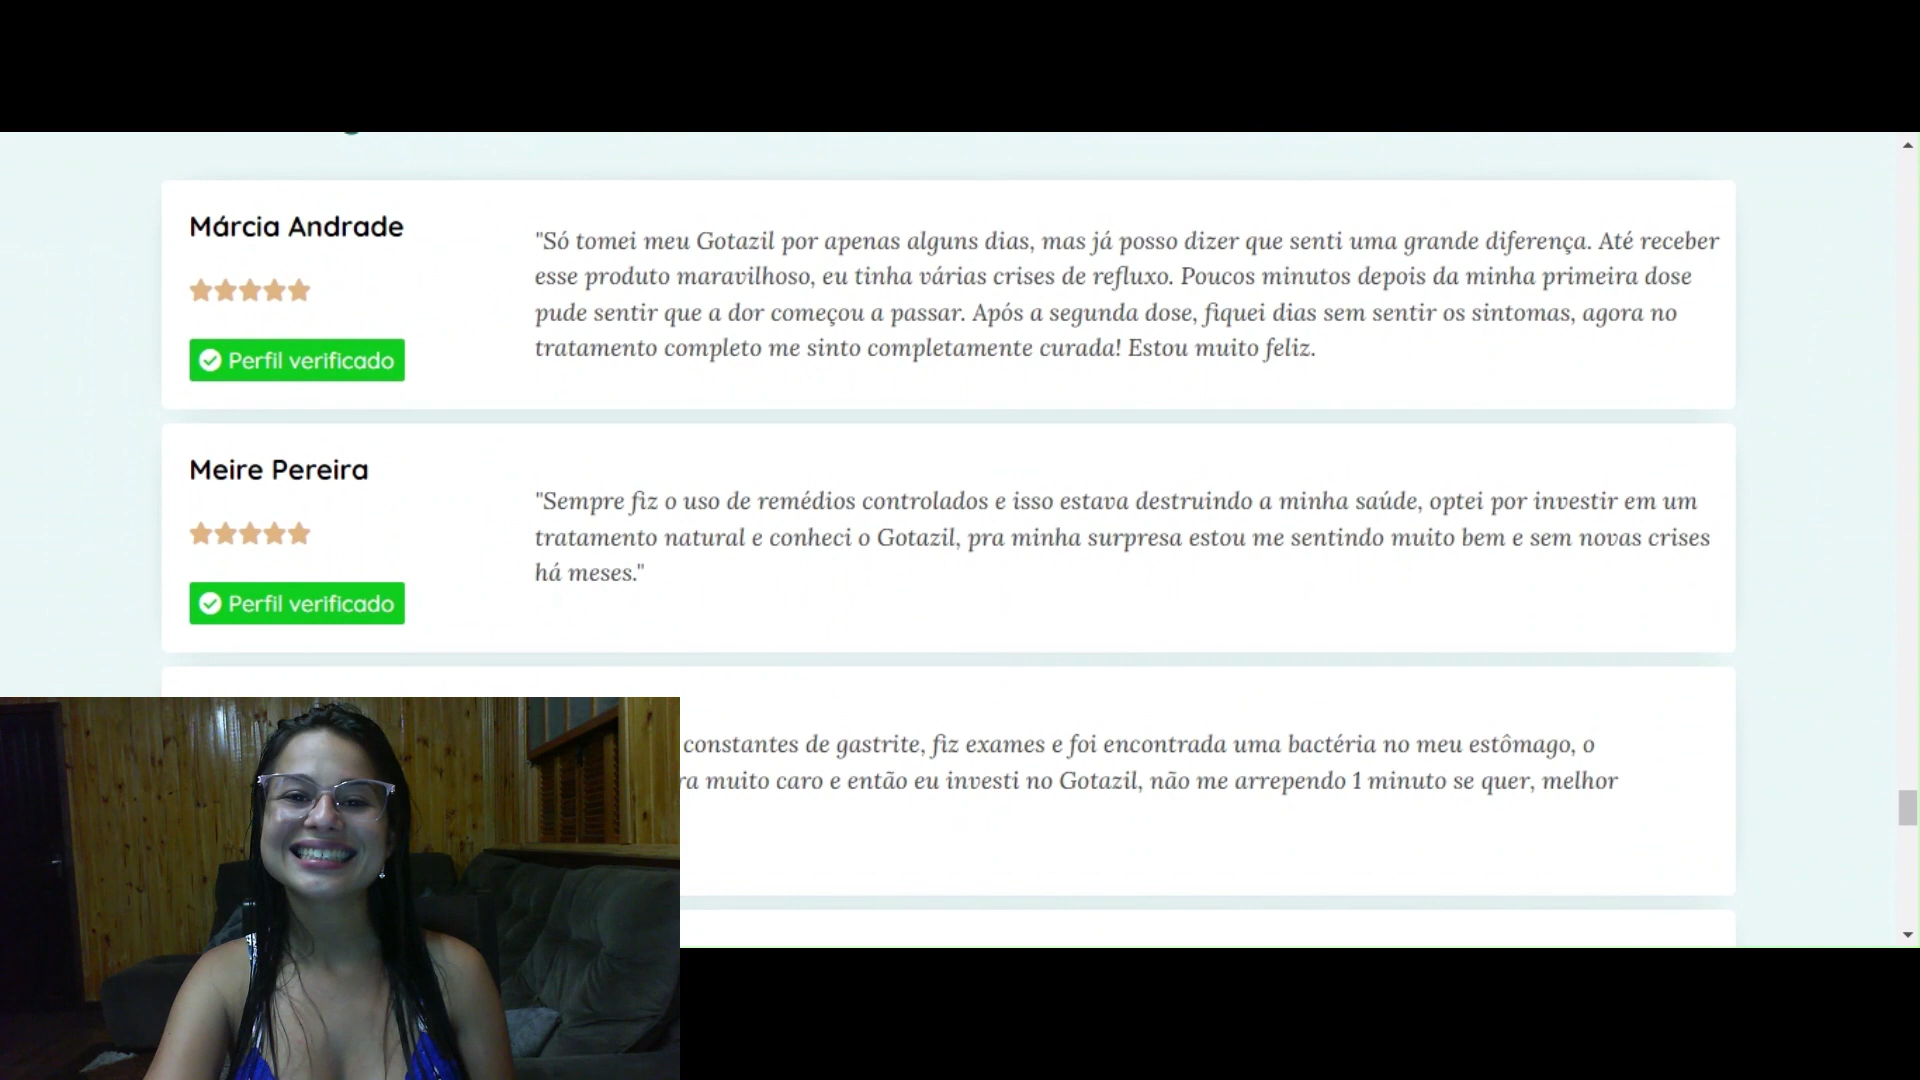 Márcia Andrade
Perfil verificado
"Só tomei meu Gotazil por apenas alguns dias, mas já posso dizer que senti uma grande diferença. Até receber
esse produto maravilhoso, eu tinha várias crises de refluxo. Poucos minutos depois da minha primeira dose
pude sentir que a dor começou a passar. Após a segunda dose, fiquei dias sem sentir os sintomas, agora no
tratamento completo me sinto completamente curada! Estou muito feliz.
Meire Pereira
Perfil verificado
"Sempre fiz o uso de remédios controlados e isso estava destruindo a minha saúde, optei por investir em um
tratamento natural e conheci o Gotazil, pra minha surpresa estou me sentindo muito bem e sem novas crises
há meses."
constantes de gastrite, fiz exames e foi encontrada uma bactéria no meu estômago, o
ra muito caro e então eu investi no Gotazil, não me arrependo 1 minuto se quer, melhor